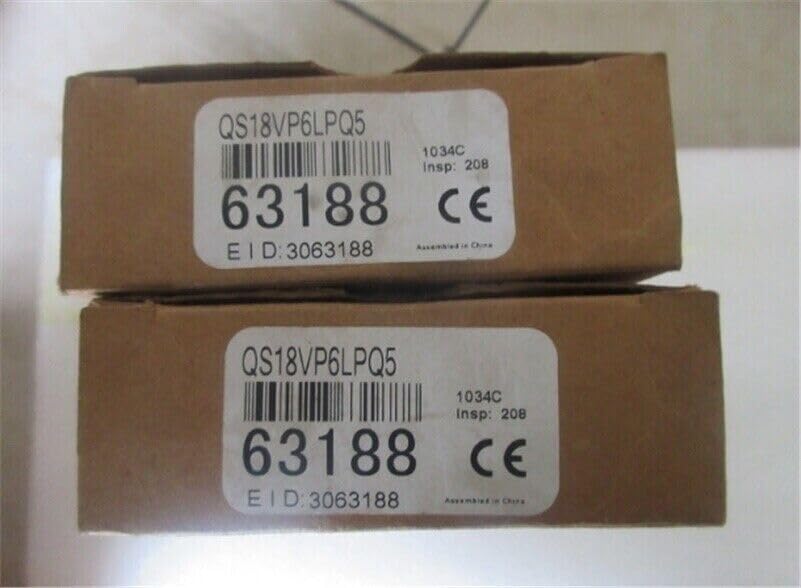 QS18VP6LPQ5
1034C
Insp: 208
63188
CE
EID:3063188
Assembled in China
QS18VP6LPQ5
1034C
Insp: 208
63188
CE
EID:3063188
Assembled in China